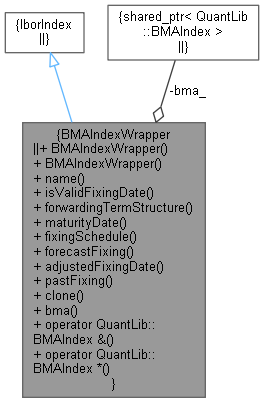 {IborIndex
||}
{shared_ptr< QuantLib
::BMAIndex >
||}
-bma_
{BMAIndexWrapper
||+ BMAIndexWrapper()
+ BMAIndexWrapper()
+ name()
+ isValidFixingDate()
+ forwardingTermStructure()
+ maturityDate()
+ fixingSchedule()
+ forecastFixing()
+ adjustedFixingDate()
+ pastFixing()
+ clone()
+ bma()
+ operator QuantLib::
BMAIndex &()
+ operator QuantLib::
BMAIndex *()
}